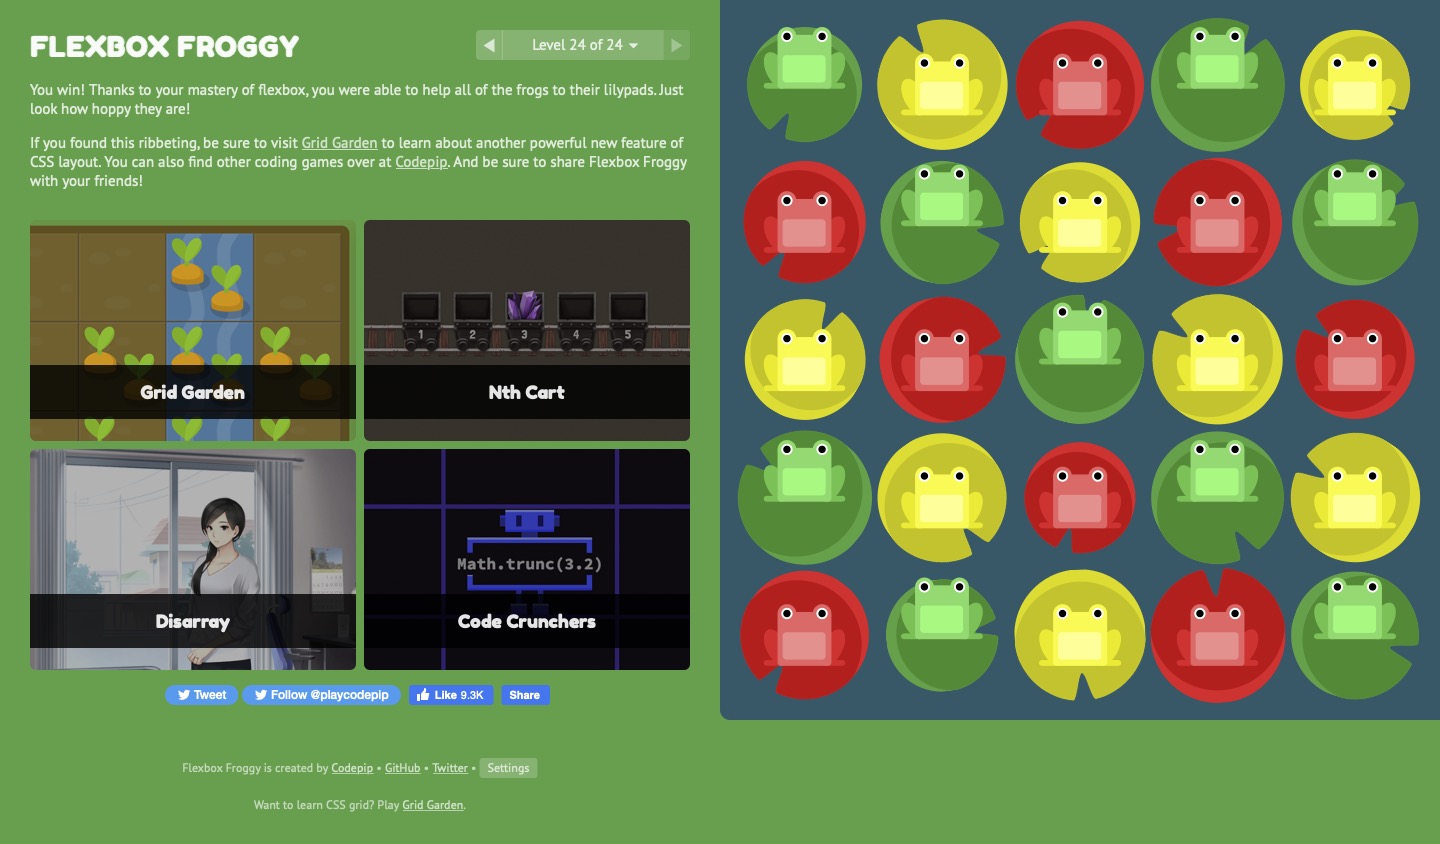 FLEXBOX FROGGY
Level 24 of 24
You win! Thanks to your mastery of flexbox, you were able to help all of the frogs to their lilypads. Just
look how hoppy they are!
If you found this ribbeting, be sure to visit Grid Garden to learn about another powerful new feature of
CSS layout. You can also find other coding games over at Codepip. And be sure to share Flexbox Froggy
with your friends!
1 2 3 4 5
Grid Garden
Nth Cart
Math.trunc(3.2)
Disarray
Code Crunchers
Tweet
Follow @playcodepip
Like 9.3K
Share
Flexbox Froggy is created by Codepip • GitHub • Twitter • Settings
Want to learn CSS grid? Play Grid Garden.